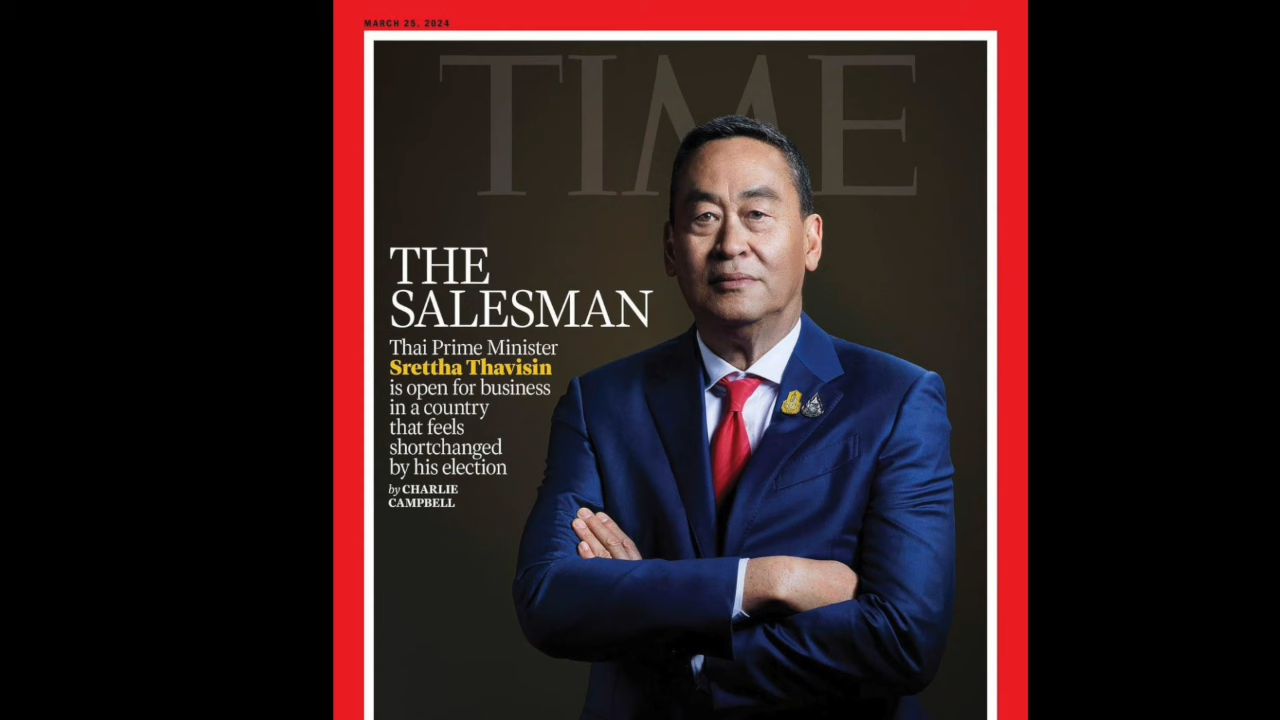 MARCH 25, 2024
TIME
THE
SALESMAN
Thai Prime Minister
Srettha Thavisin
is open for business
in a country
that feels
shortchanged
by his election
by CHARLIE
CAMPBELL